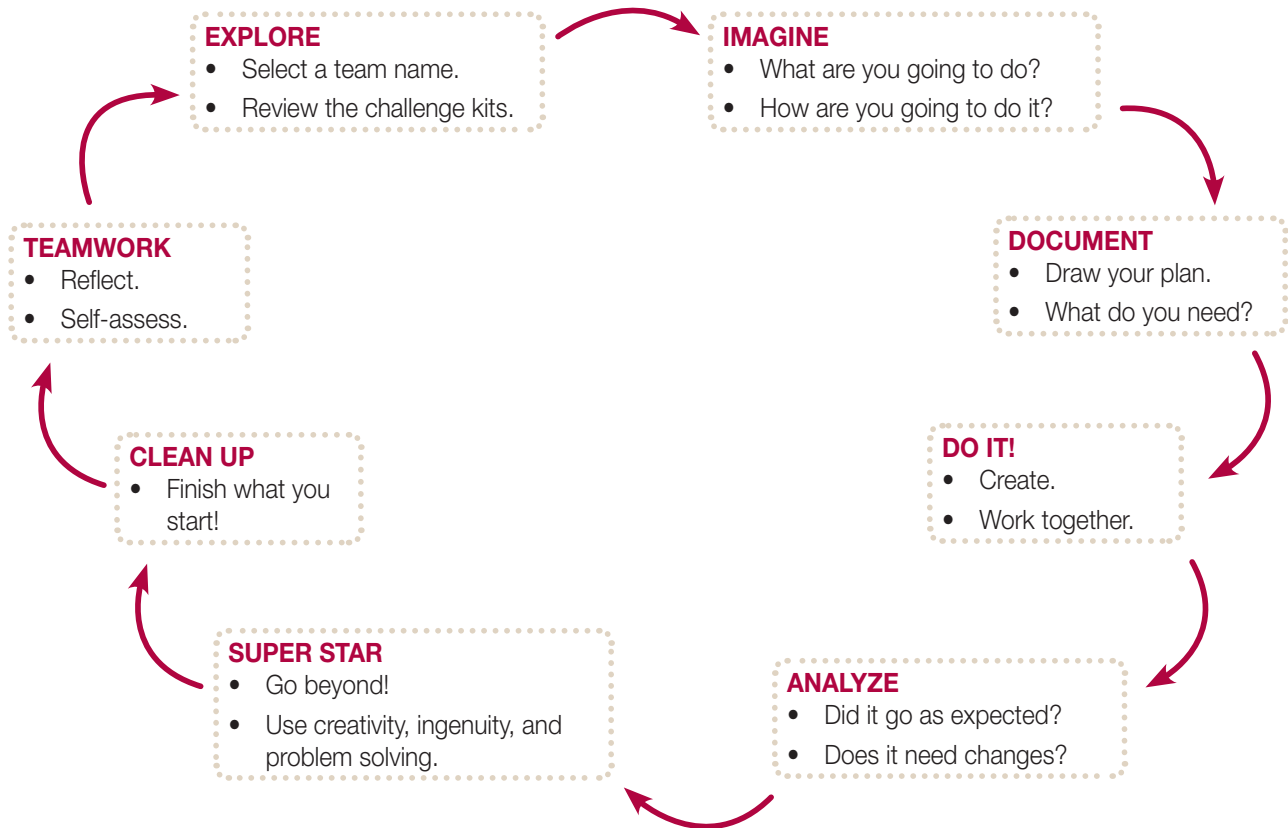 EXPLORE
• Select a team name.
• Review the challenge kits.
IMAGINE
• What are you going to do?
• How are you going to do it?
DOCUMENT
• Draw your plan.
• What do you need?
DO IT!
• Create.
• Work together.
ANALYZE
• Did it go as expected?
• Does it need changes?
SUPER STAR
• Go beyond!
• Use creativity, ingenuity, and
problem solving.
CLEAN UP
• Finish what you
start!
TEAMWORK
• Reflect.
• Self-assess.